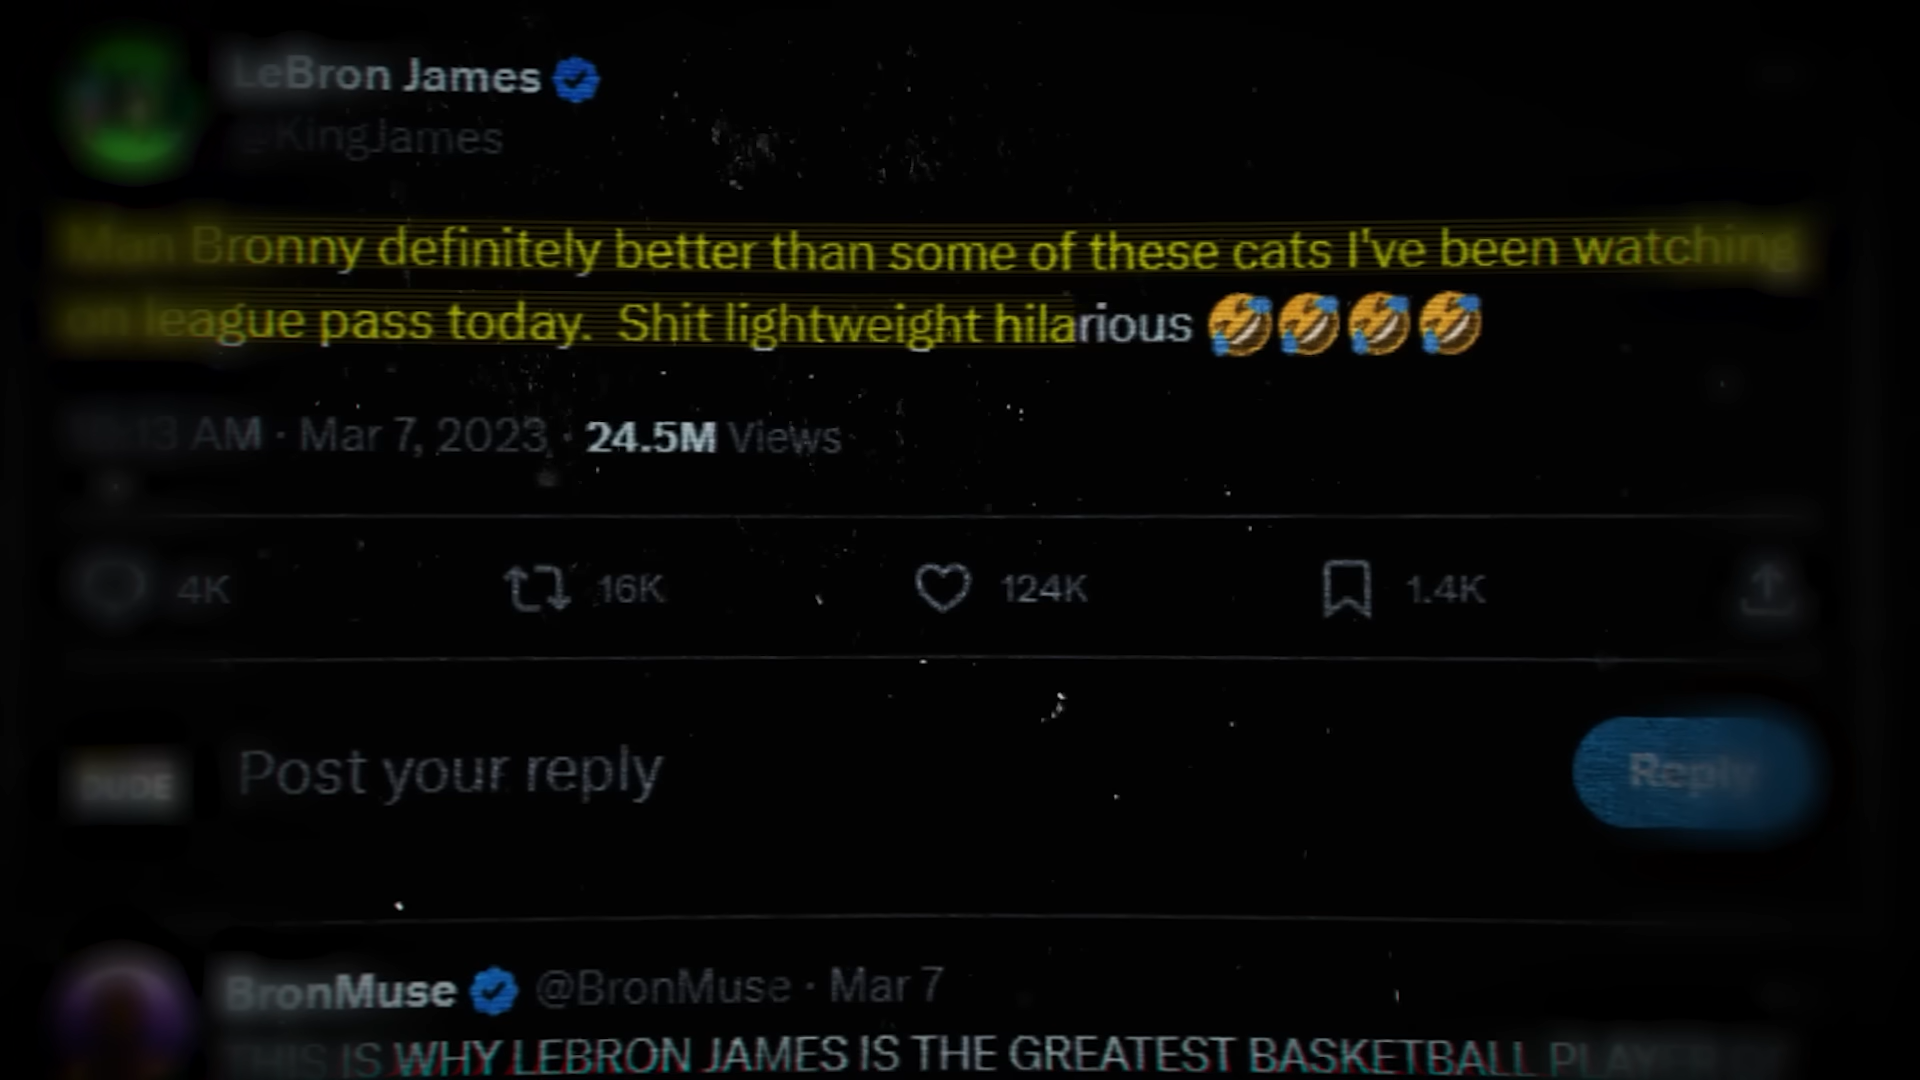 LeBron James
@KingJames
Man Bronny definitely better than some of these cats I've been watching
on league pass today.  Shit lightweight hilarious 🤣🤣🤣🤣
:13 AM · Mar 7, 2023 · 24.5M Views
4K 16K 124K 1.4K
DUDE Post your reply Reply
BronMuse @BronMuse · Mar 7
THIS IS WHY LEBRON JAMES IS THE GREATEST BASKETBALL PLAYER